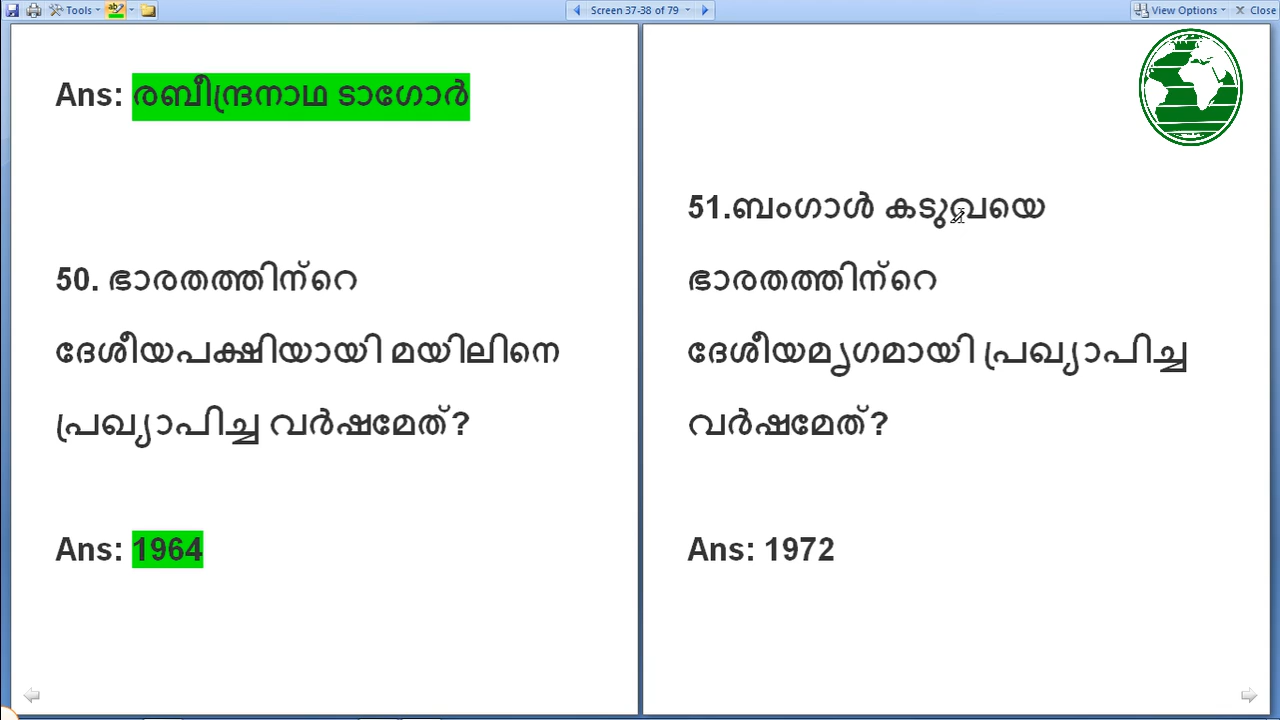 Tools
Screen 37-38 of 79
View Options
Close
Ans: രബീന്ദ്രനാഥ ടാഗോർ
50. ഭാരതത്തിന്റെ
ദേശീയപക്ഷിയായി മയിലിനെ
പ്രഖ്യാപിച്ച വർഷമേത്?
Ans: 1964
51.ബംഗാൾ കടുവയെ
ഭാരതത്തിന്റെ
ദേശീയമൃഗമായി പ്രഖ്യാപിച്ച
വർഷമേത്?
Ans: 1972